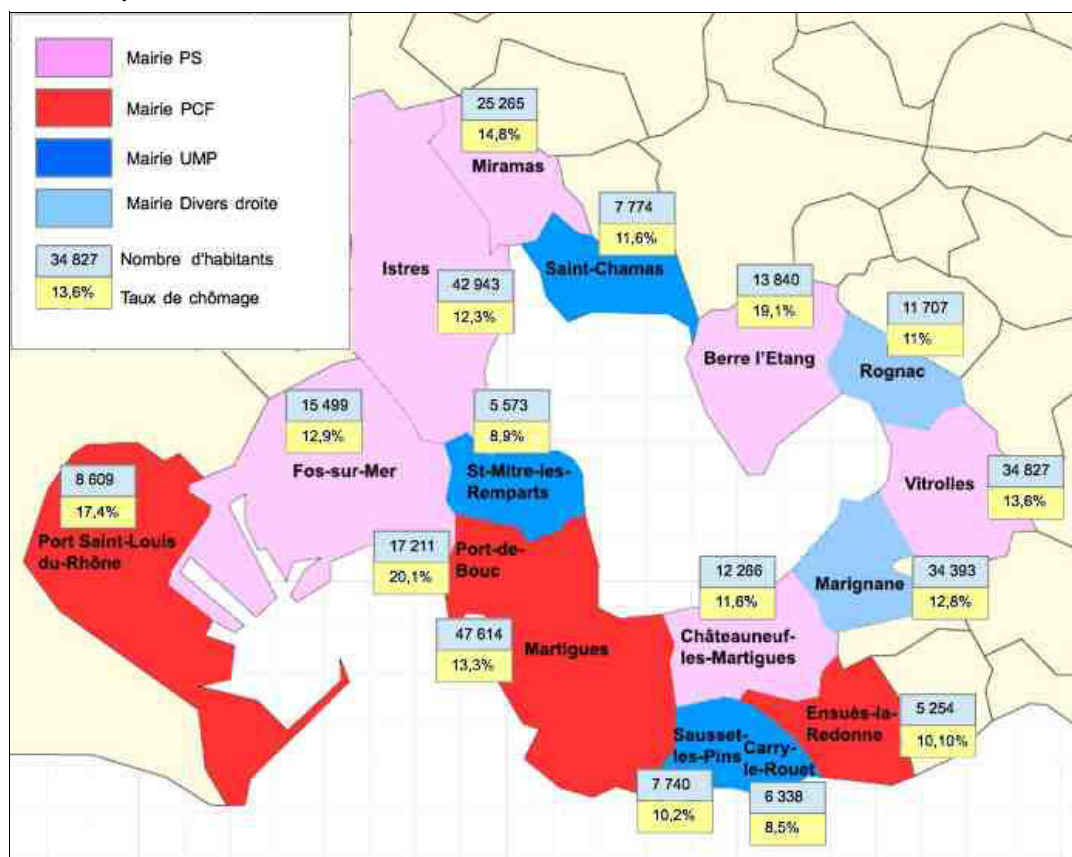 Mairie PS
Mairie PCF
Mairie UMP
Mairie Divers droite
34 827
Nombre d'habitants
13,6%
Taux de chômage
25 265
14,8%
Miramas
7 774
11,6%
Saint-Chamas
Istres
42 943
12,3%
13 840
19,1%
Berre l'Etang
11 707
11%
Rognac
15 499
12,9%
Fos-sur-Mer
5 573
8,9%
St-Mitre-les-
Remparts
8 609
17,4%
Port Saint-Louis
du-Rhône
34 827
13,6%
Vitrolles
17 211
20,1%
Port-de-
Bouc
12 266
11,6%
Châteauneuf-
les-Martigues
Marignane
34 393
12,8%
47 614
13,3%
Martigues
Ensuès-la-
Redonne
5 254
10,10%
Sausset-
les-Pins
7 740
10,2%
Carry-
le-Rouet
6 338
8,5%